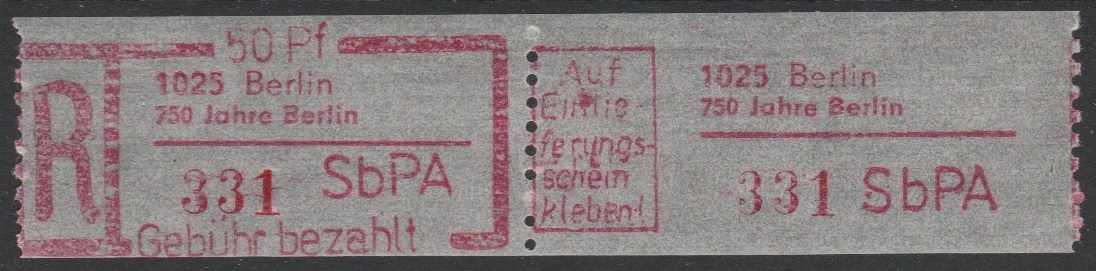 50 Pf
R
1025 Berlin
750 Jahre Berlin
331 SbPA
Gebühr bezahlt
Auf
Einlie-
ferungs-
schein
kleben!
1025 Berlin
750 Jahre Berlin
331 SbPA